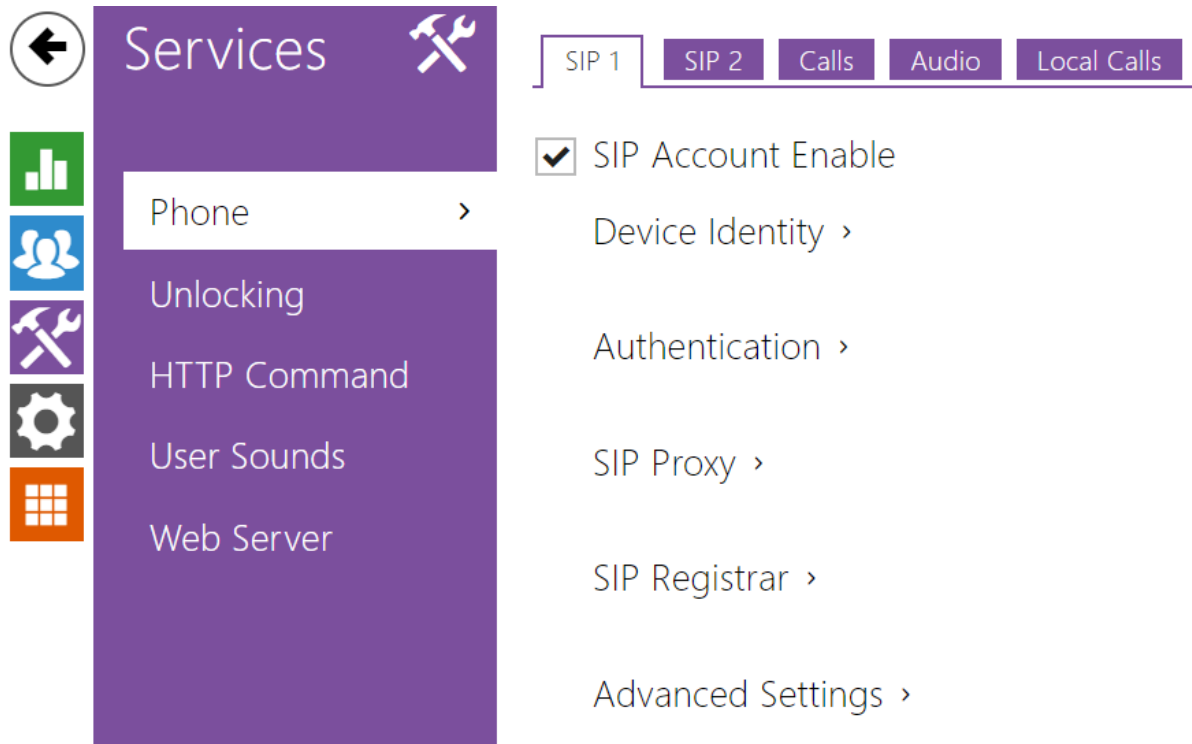 Services
Phone
Unlocking
HTTP Command
User Sounds
Web Server
SIP 1
SIP 2
Calls
Audio
Local Calls
SIP Account Enable
Device Identity
Authentication
SIP Proxy
SIP Registrar
Advanced Settings